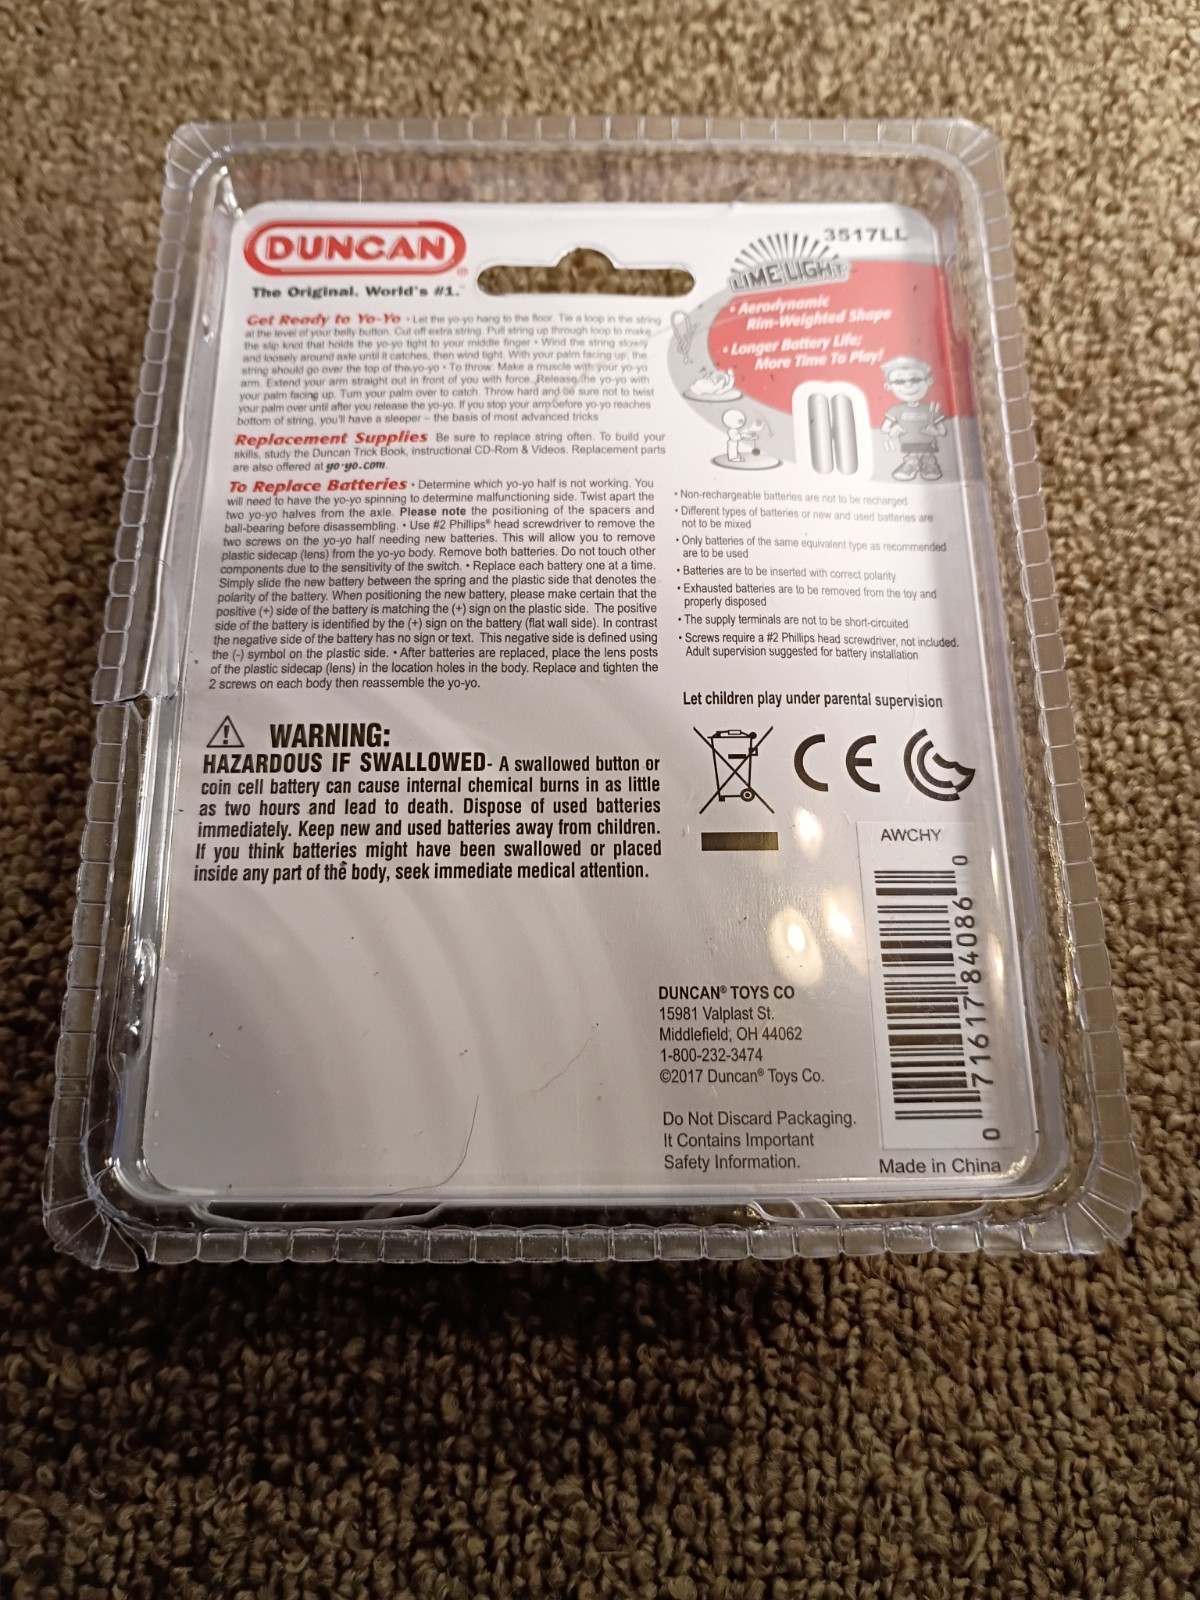 DUNCAN®
The Original. World's #1.™
3517LL
LIMELIGHT
• Aerodynamic
Rim-Weighted Shape
• Longer Battery Life;
More Time To Play!
Get Ready to Yo-Yo • Let the yo-yo hang to the floor. Tie a loop in the string
at the level of your belly button. Cut off extra string. Pull string up through loop to make
the slip knot that holds the yo-yo tight to your middle finger • Wind the string slowly
and loosely around axle until it catches, then wind tight. With your palm facing up, the
string should go over the top of the yo-yo • To throw: Make a muscle with your yo-yo
arm. Extend your arm straight out in front of you with force. Release the yo-yo with
your palm facing up. Turn your palm over to catch. Throw hard and be sure not to twist
your palm over until after you release the yo-yo. If you stop your arm before yo-yo reaches
bottom of string, you'll have a sleeper – the basis of most advanced tricks
Replacement Supplies Be sure to replace string often. To build your
skills, study the Duncan Trick Book, instructional CD-Rom & Videos. Replacement parts
are also offered at yo-yo.com.
To Replace Batteries • Determine which yo-yo half is not working. You
will need to have the yo-yo spinning to determine malfunctioning side. Twist apart the
two yo-yo halves from the axle. Please note the positioning of the spacers and
ball-bearing before disassembling. • Use #2 Phillips® head screwdriver to remove the
two screws on the yo-yo half needing new batteries. This will allow you to remove
plastic sidecap (lens) from the yo-yo body. Remove both batteries. Do not touch other
components due to the sensitivity of the switch. • Replace each battery one at a time.
Simply slide the new battery between the spring and the plastic side that denotes the
polarity of the battery. When positioning the new battery, please make certain that the
positive (+) side of the battery is matching the (+) sign on the plastic side. The positive
side of the battery is identified by the (+) sign on the battery (flat wall side). In contrast
the negative side of the battery has no sign or text. This negative side is defined using
the (-) symbol on the plastic side. • After batteries are replaced, place the lens posts
of the plastic sidecap (lens) in the location holes in the body. Replace and tighten the
2 screws on each body then reassemble the yo-yo.
• Non-rechargeable batteries are not to be recharged
• Different types of batteries or new and used batteries are
not to be mixed
• Only batteries of the same equivalent type as recommended
are to be used
• Batteries are to be inserted with correct polarity
• Exhausted batteries are to be removed from the toy and
properly disposed
• The supply terminals are not to be short-circuited
• Screws require a #2 Phillips head screwdriver, not included.
Adult supervision suggested for battery installation
Let children play under parental supervision
WARNING:
HAZARDOUS IF SWALLOWED- A swallowed button or
coin cell battery can cause internal chemical burns in as little
as two hours and lead to death. Dispose of used batteries
immediately. Keep new and used batteries away from children.
If you think batteries might have been swallowed or placed
inside any part of the body, seek immediate medical attention.
CE
AWCHY
0 71617 84086 0
DUNCAN® TOYS CO
15981 Valplast St.
Middlefield, OH 44062
1-800-232-3474
©2017 Duncan® Toys Co.
Do Not Discard Packaging.
It Contains Important
Safety Information.
Made in China